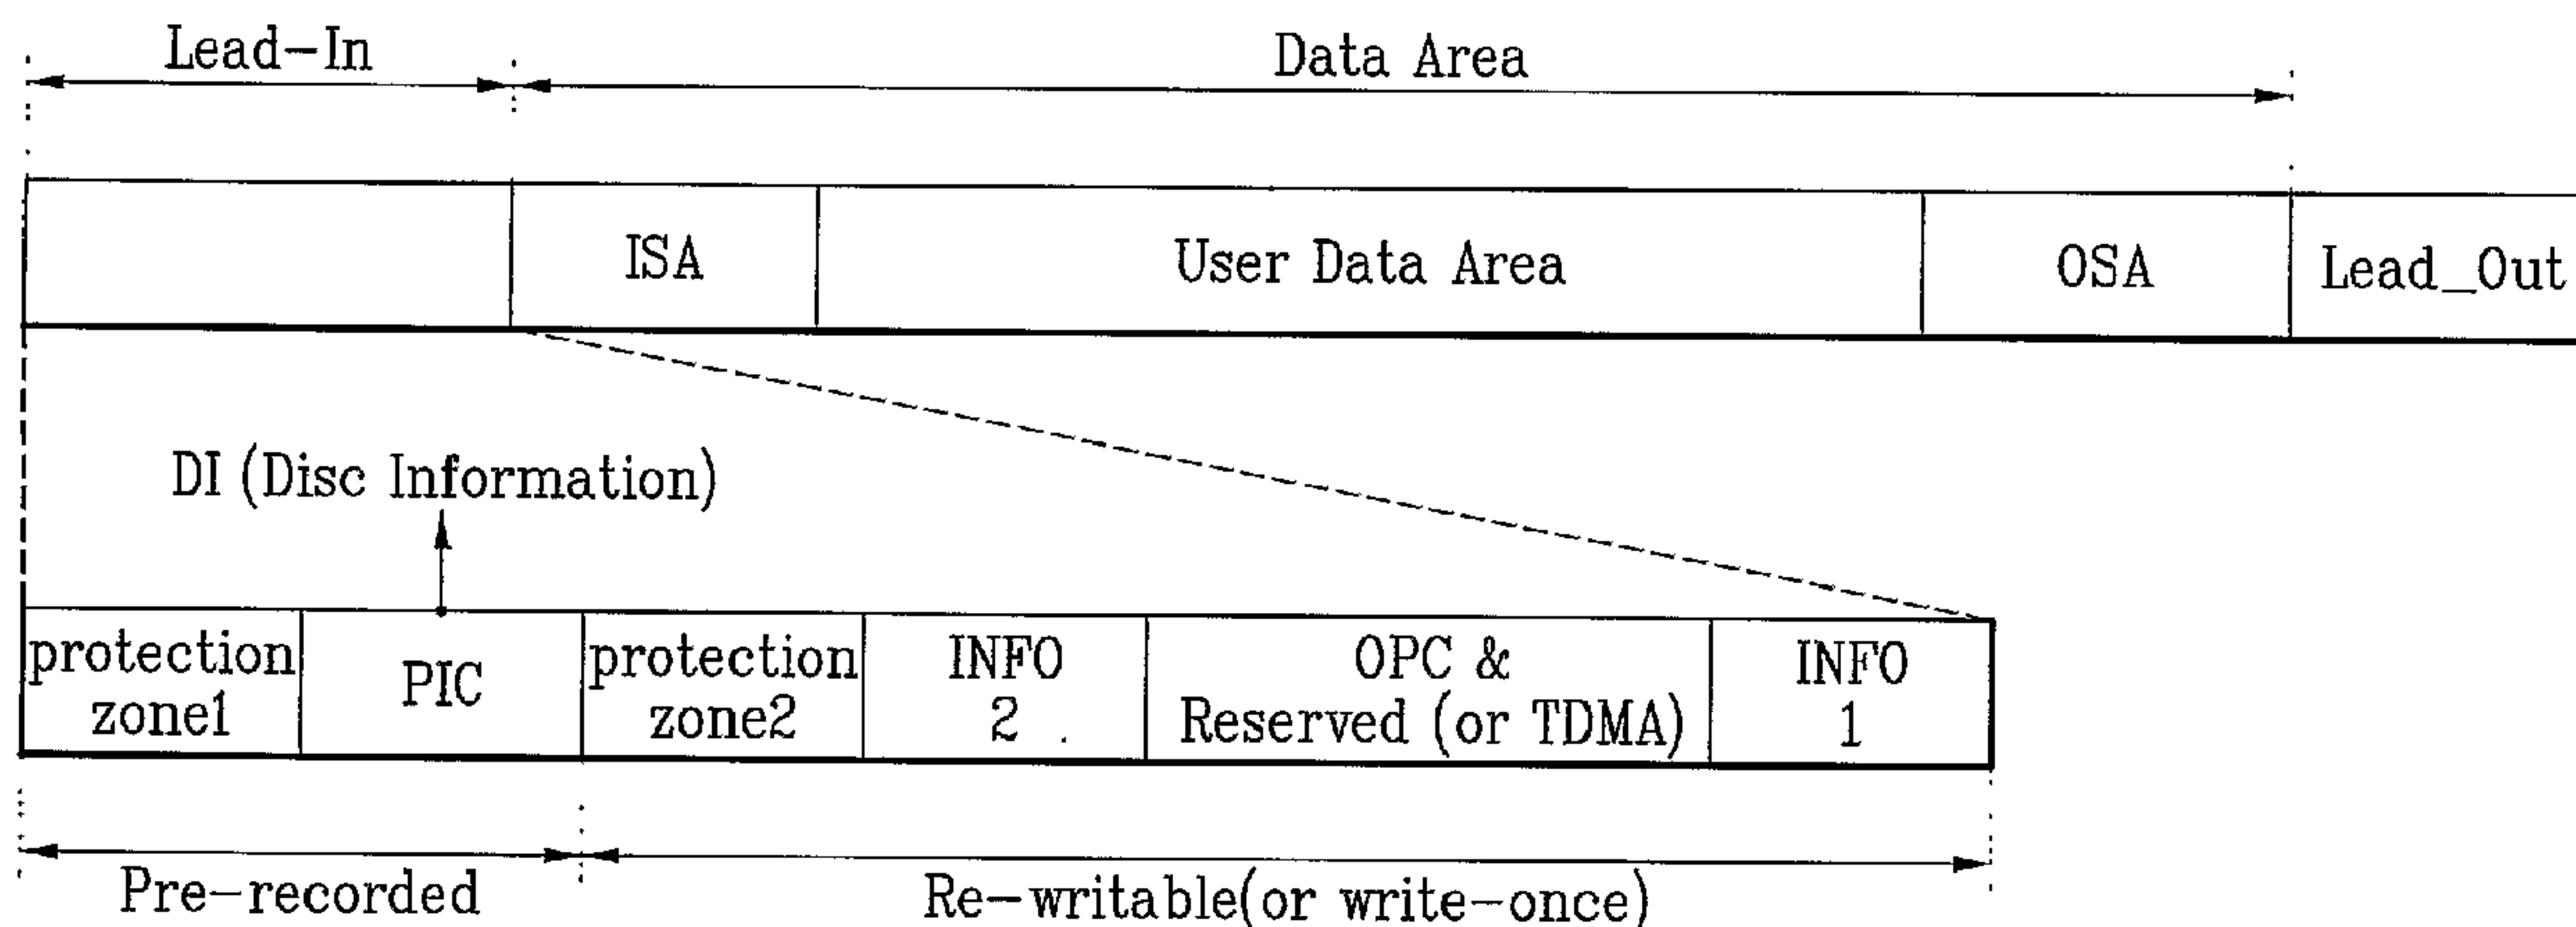 Lead-In
Data Area
ISA
User Data Area
OSA
Lead_Out
DI (Disc Information)
protection
zone1
PIC
protection
zone2
INFO
2
OPC &
Reserved (or TDMA)
INFO
1
Pre-recorded
Re-writable(or write-once)